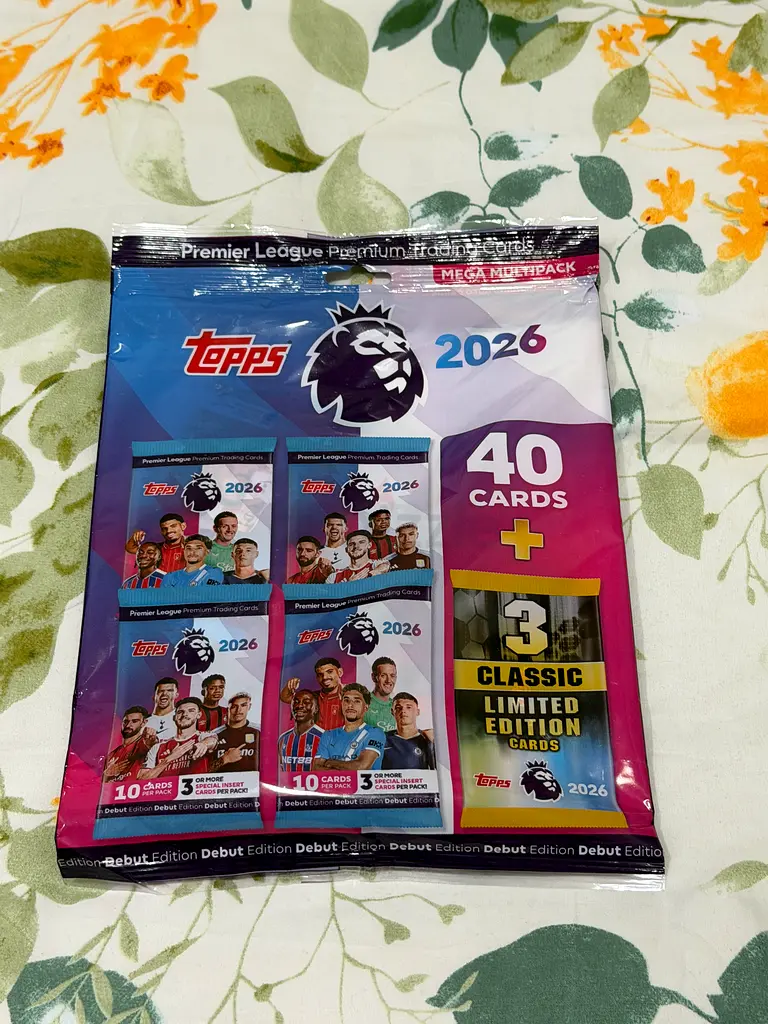 Premier League Premium Trading Cards
MEGA MULTIPACK
topps
2026
40
CARDS
+
Premier League Premium Trading Cards
topps
2026
Premier League Premium Trading Cards
topps
2026
Premier League Premium Trading Cards
topps
2026
10 CARDS PER PACK
3 OR MORE SPECIAL INSERT CARDS PER PACK!
Debut Edition Debut Edition Debut Edition
Premier League Premium Trading Cards
topps
2026
NET88
10 CARDS PER PACK
3 OR MORE SPECIAL INSERT CARDS PER PACK!
Debut Edition Debut Edition Debut Edition
3
CLASSIC
LIMITED
EDITION
CARDS
topps
2026
Edition Debut Edition Debut Edition Debut Edition Debut Edition Debut Edition Debut Editio